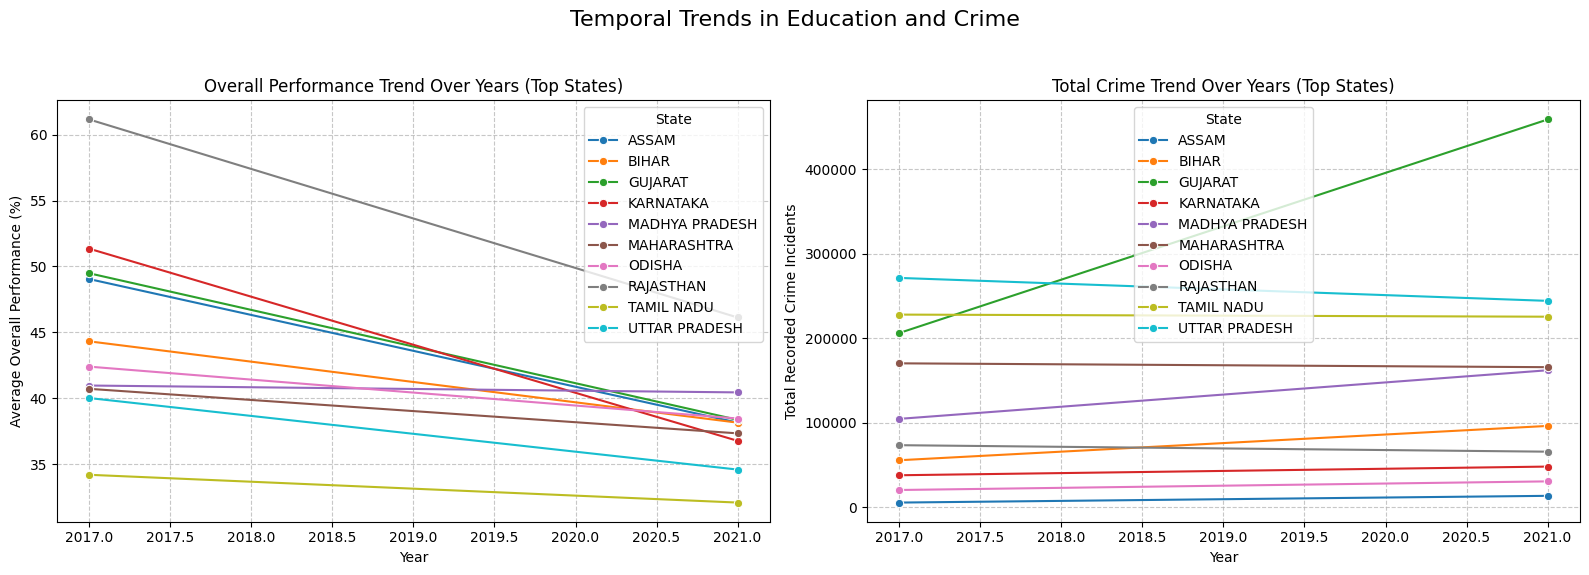 Temporal Trends in Education and Crime
Overall Performance Trend Over Years (Top States)
Average Overall Performance (%)
60
55
50
45
40
35
State
ASSAM
BIHAR
GUJARAT
KARNATAKA
MADHYA PRADESH
MAHARASHTRA
ODISHA
RAJASTHAN
TAMIL NADU
UTTAR PRADESH
2017.0 2017.5 2018.0 2018.5 2019.0 2019.5 2020.0 2020.5 2021.0
Year
Total Crime Trend Over Years (Top States)
Total Recorded Crime Incidents
400000
300000
200000
100000
0
State
ASSAM
BIHAR
GUJARAT
KARNATAKA
MADHYA PRADESH
MAHARASHTRA
ODISHA
RAJASTHAN
TAMIL NADU
UTTAR PRADESH
2017.0 2017.5 2018.0 2018.5 2019.0 2019.5 2020.0 2020.5 2021.0
Year